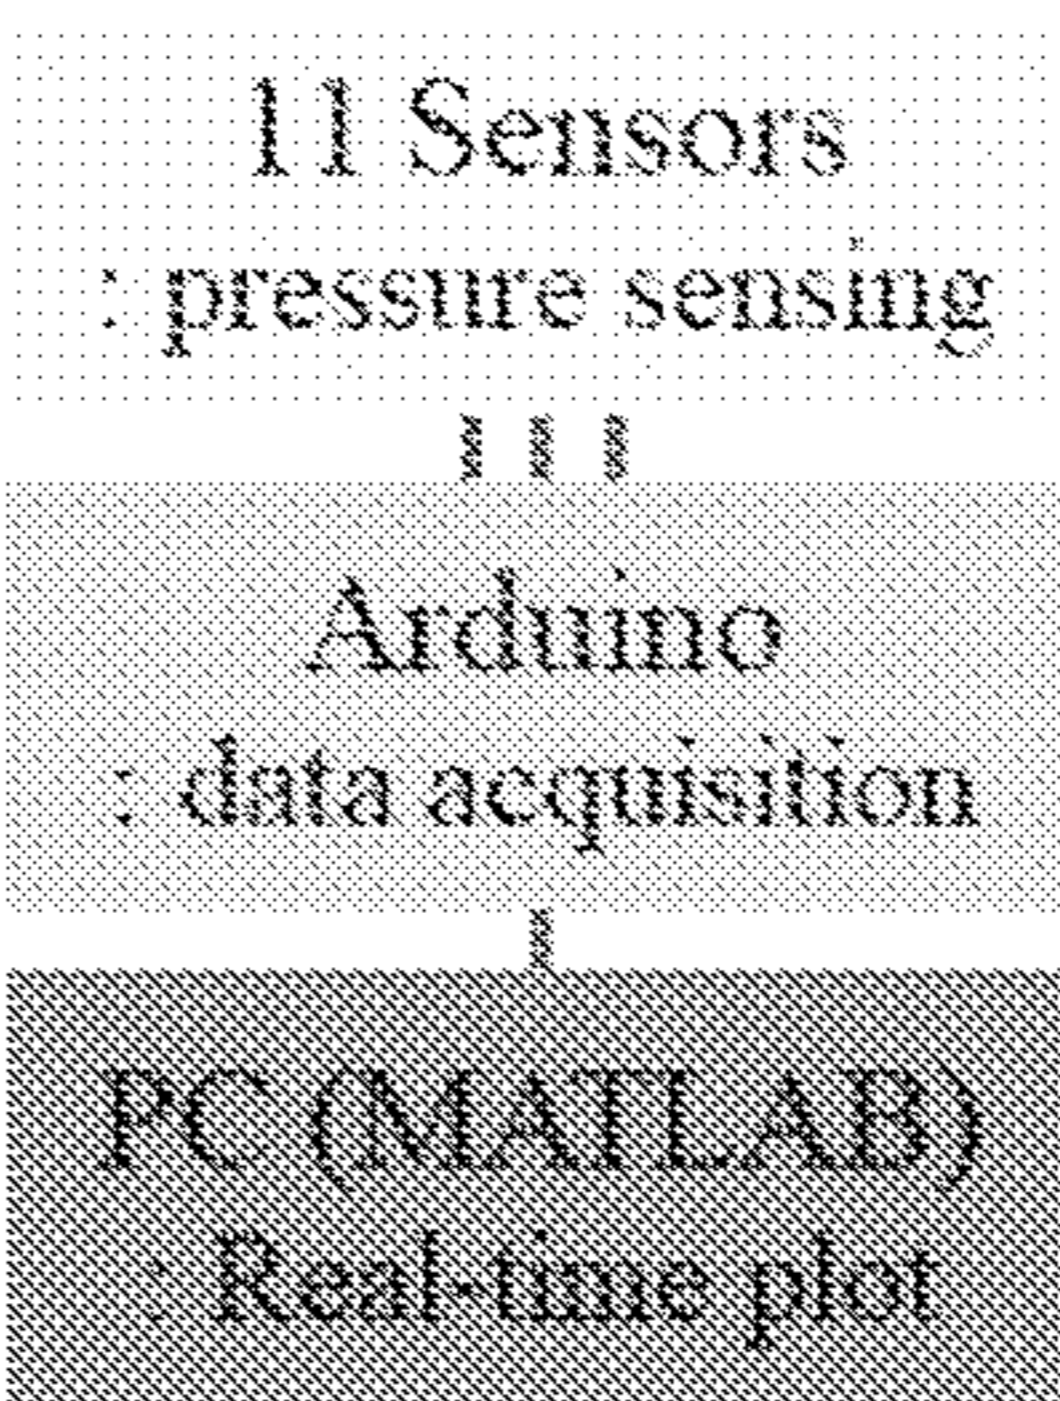 11 Sensors
: pressure sensing
Arduino
: data acquisition
PC (MATLAB)
: Real-time plot